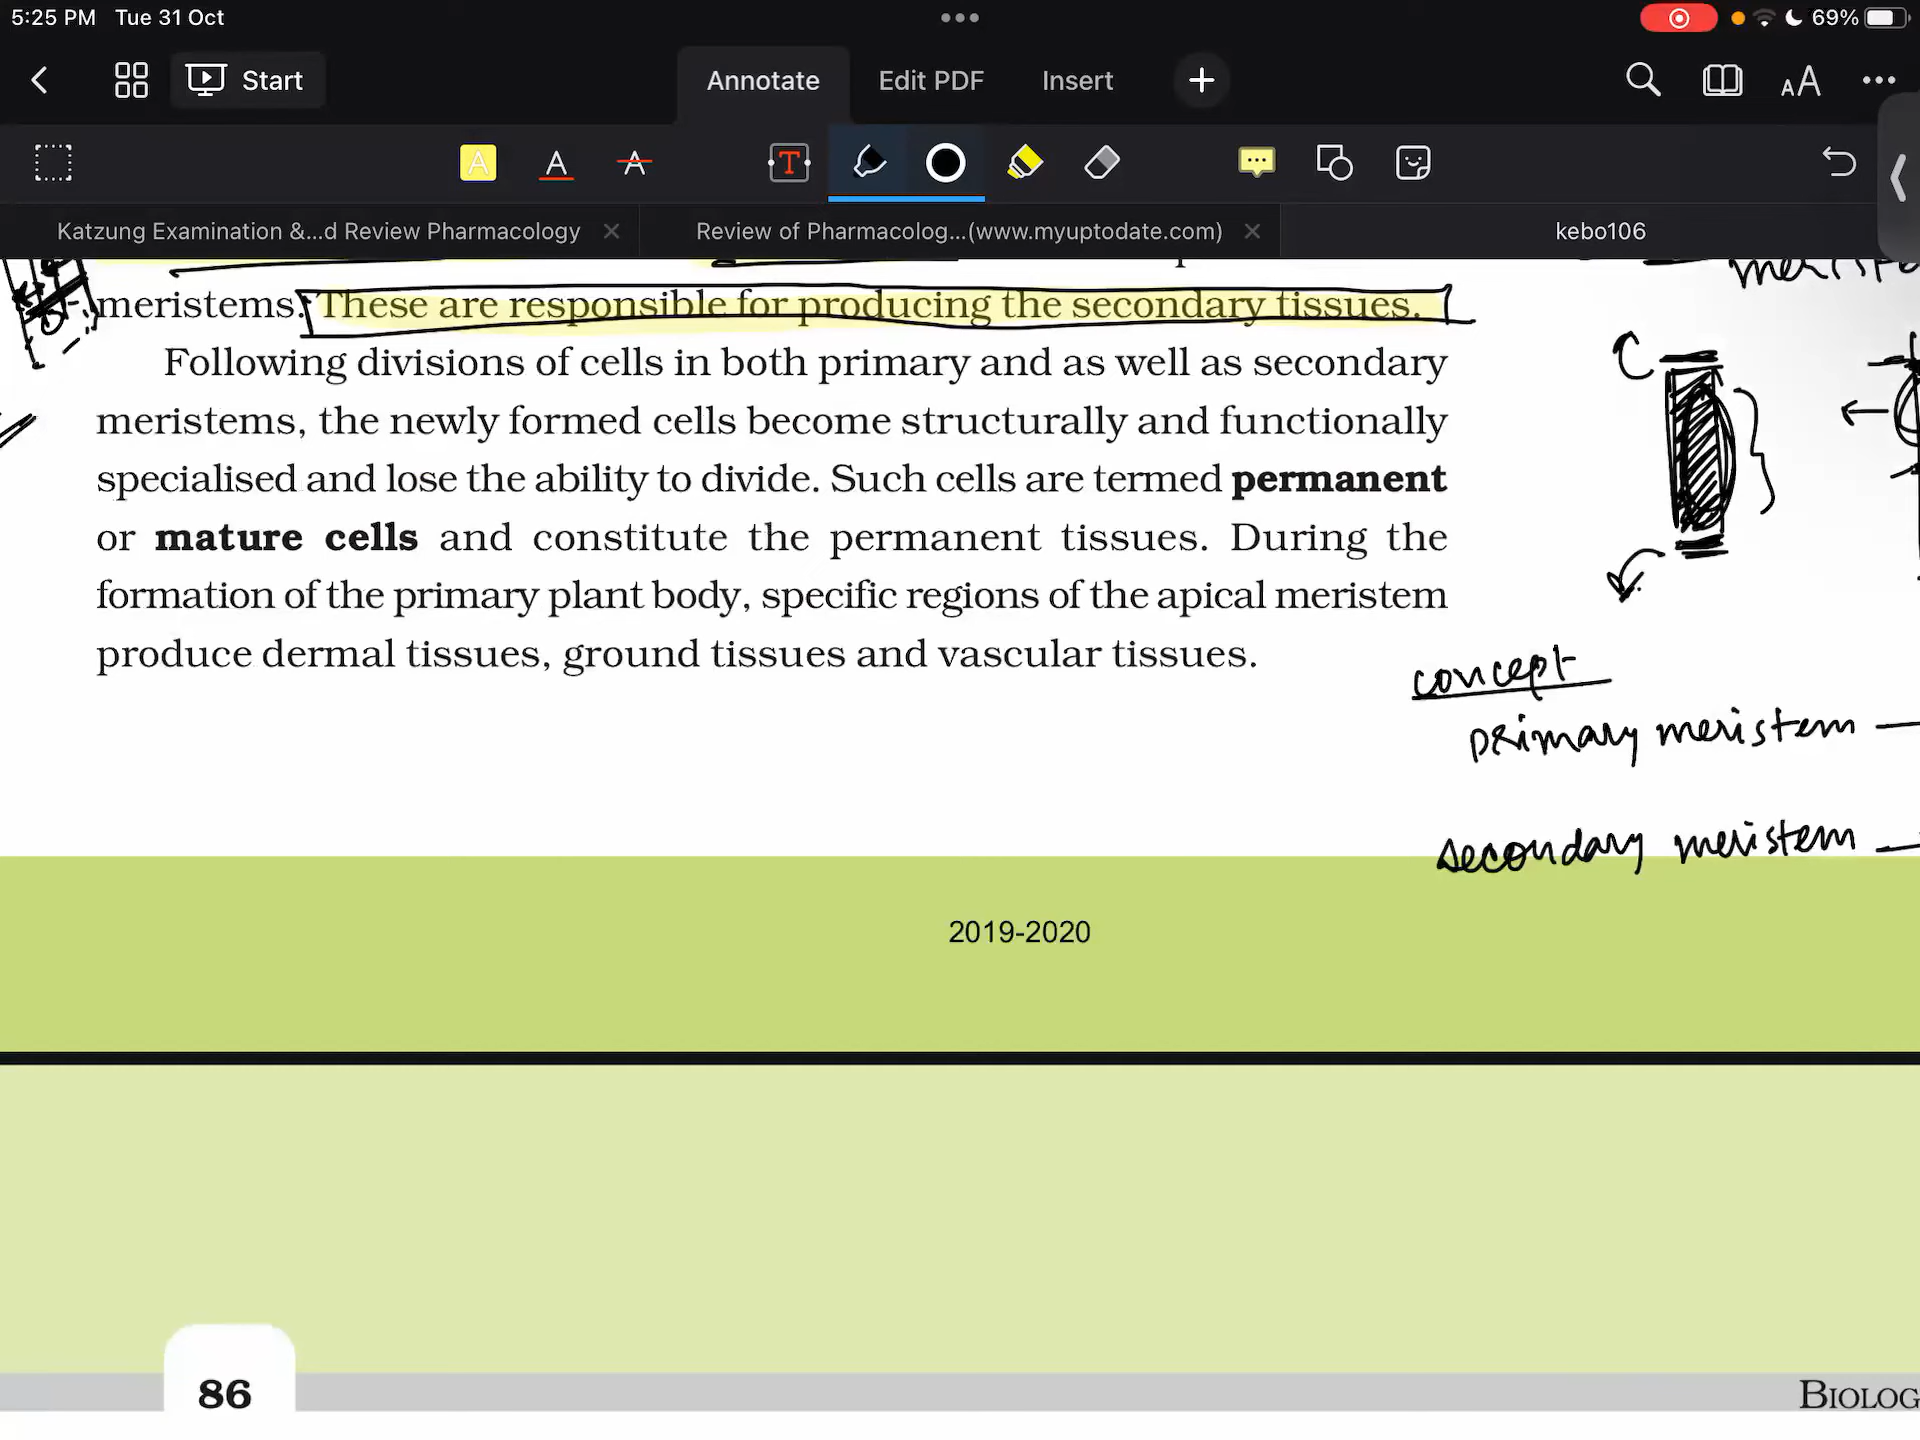 5:25 PM Tue 31 Oct
69%
Start
Annotate
Edit PDF
Insert
Katzung Examination &...d Review Pharmacology
Review of Pharmacolog...(www.myuptodate.com)
kebo106
meristems. These are responsible for producing the secondary tissues.
Following divisions of cells in both primary and as well as secondary
meristems, the newly formed cells become structurally and functionally
specialised and lose the ability to divide. Such cells are termed permanent
or mature cells and constitute the permanent tissues. During the
formation of the primary plant body, specific regions of the apical meristem
produce dermal tissues, ground tissues and vascular tissues.
concept
primary meristem —
secondary meristem —
2019-2020
86
BIOLOG